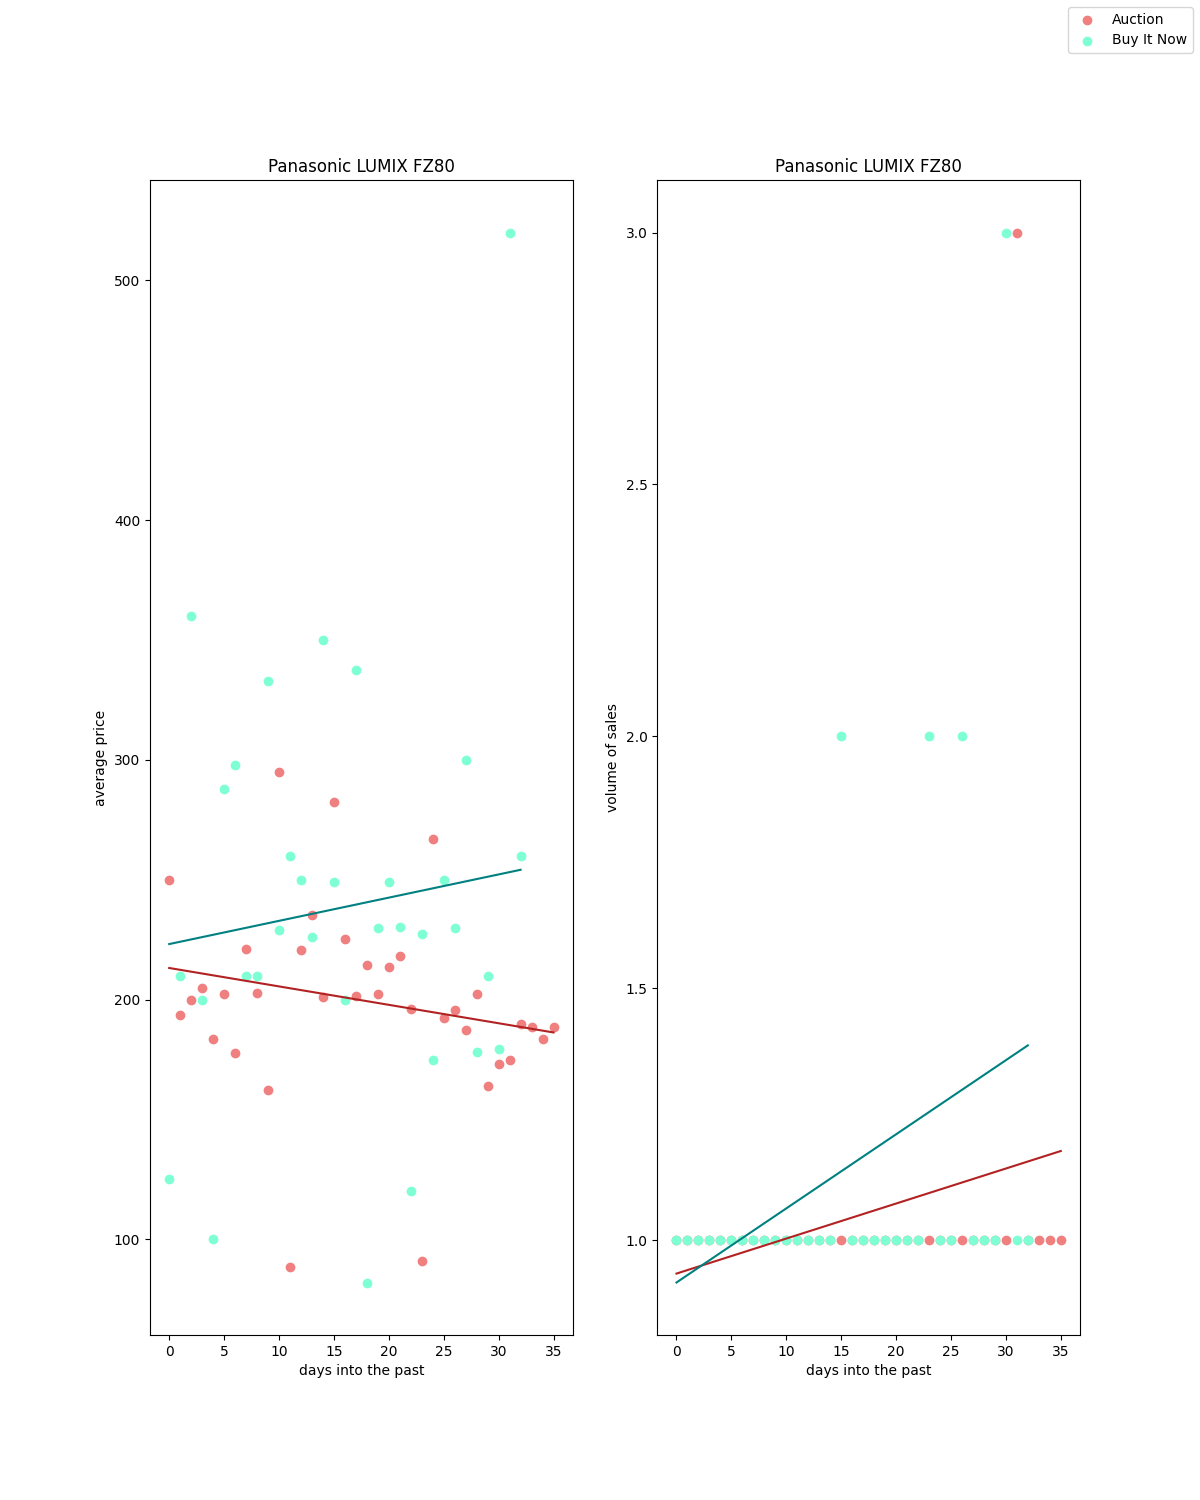 Auction
Buy It Now
Panasonic LUMIX FZ80
average price
500
400
300
200
100
0 5 10 15 20 25 30 35
days into the past
Panasonic LUMIX FZ80
volume of sales
3.0
2.5
2.0
1.5
1.0
0 5 10 15 20 25 30 35
days into the past